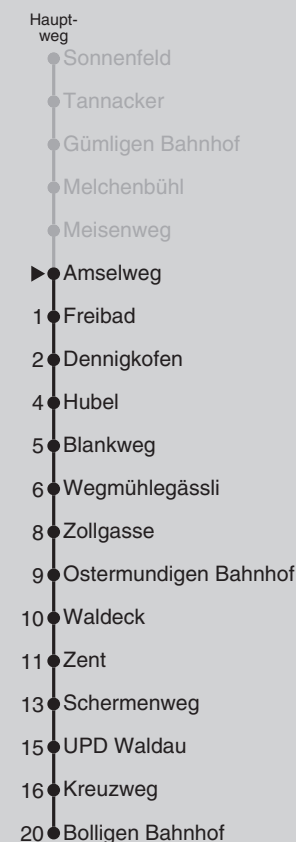 Haupt-
weg
Sonnenfeld
Tannacker
Gümligen Bahnhof
Melchenbühl
Meisenweg
Amselweg
1 Freibad
2 Dennigkofen
4 Hubel
5 Blankweg
6 Wegmühlegässli
8 Zollgasse
9 Ostermundigen Bahnhof
10 Waldeck
11 Zent
13 Schermenweg
15 UPD Waldau
16 Kreuzweg
20 Bolligen Bahnhof